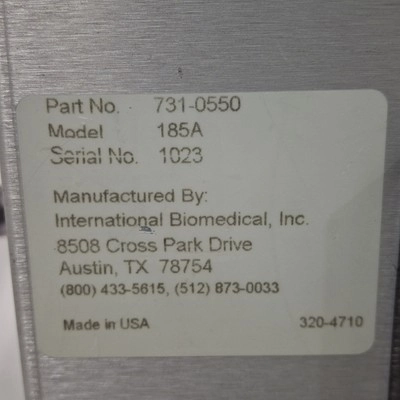 Part No. 731-0550
Model 185A
Serial No. 1023
Manufactured By:
International Biomedical, Inc.
8508 Cross Park Drive
Austin, TX 78754
(800) 433-5615, (512) 873-0033
Made in USA 320-4710